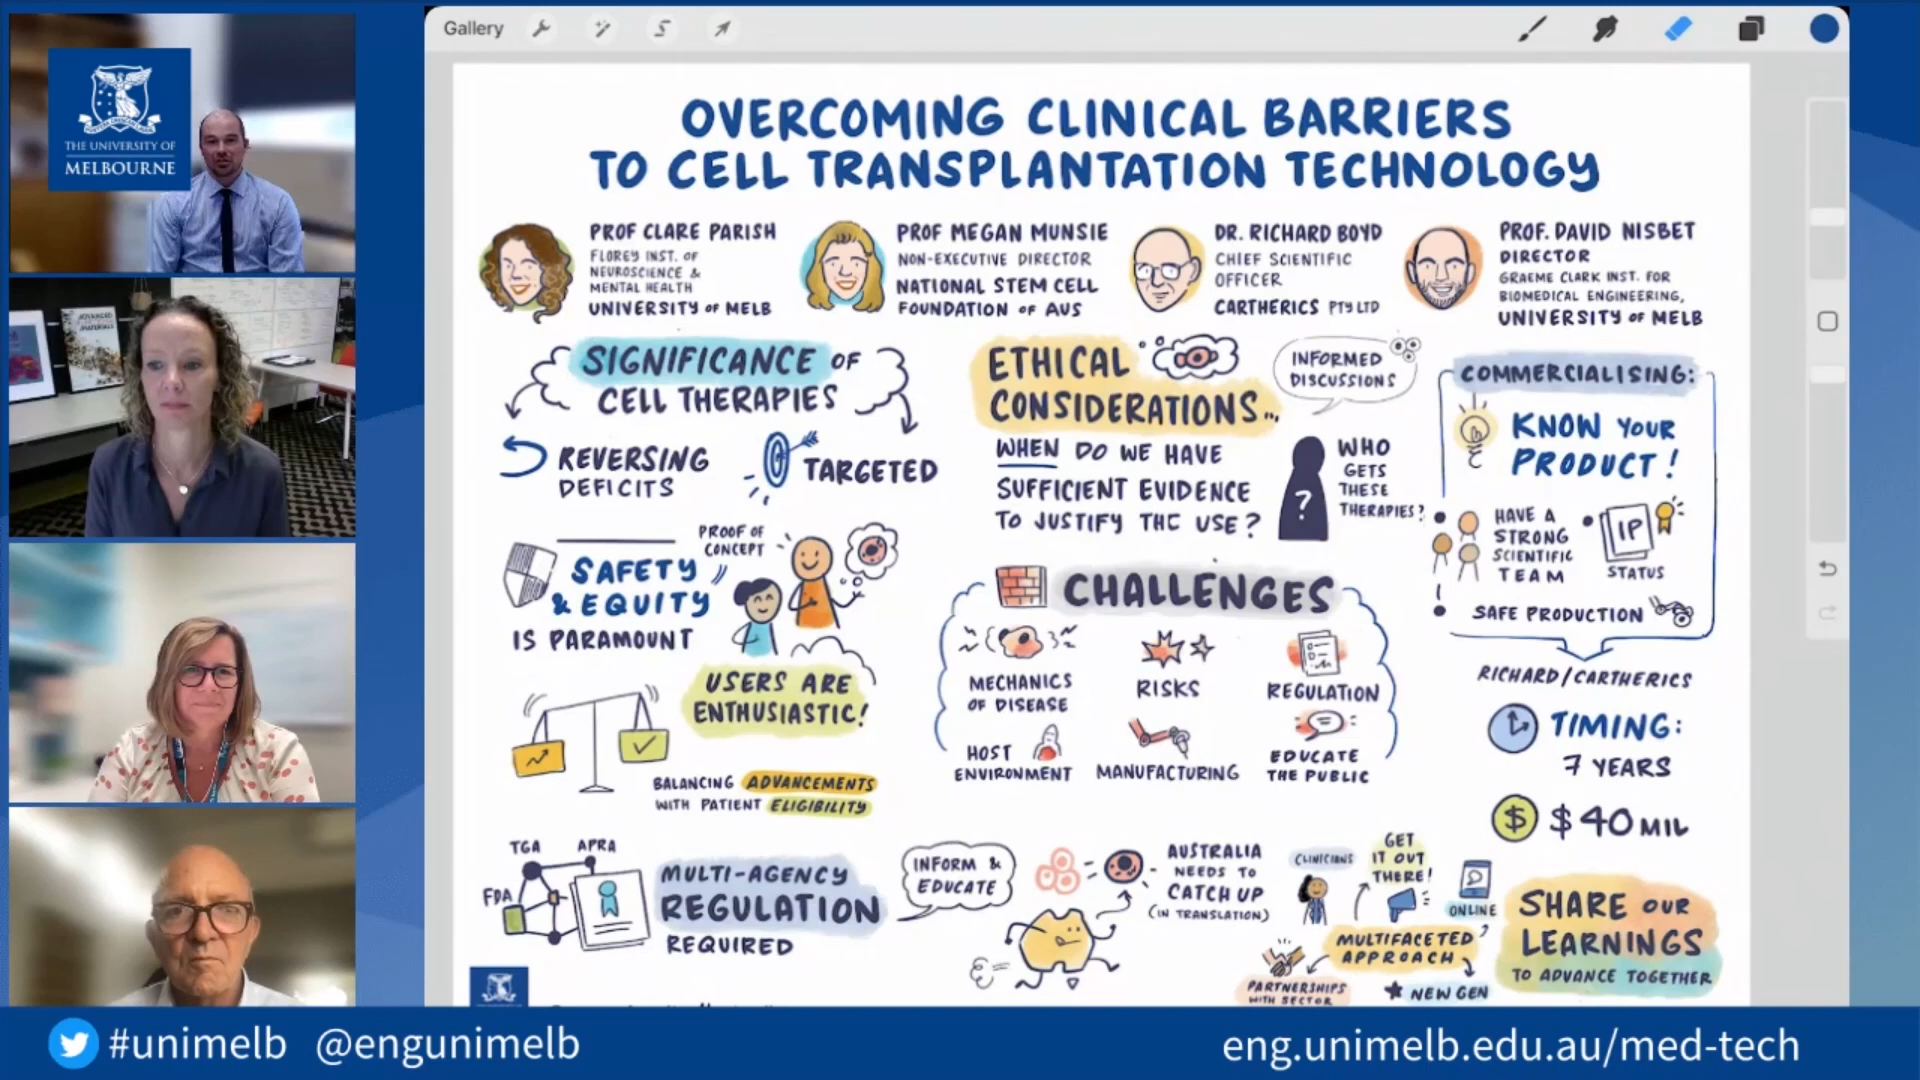 Gallery
THE UNIVERSITY OF
MELBOURNE
ADVANCED
MATERIALS
OVERCOMING CLINICAL BARRIERS
TO CELL TRANSPLANTATION TECHNOLOGY
PROF CLARE PARISH
FLOREY INST. OF
NEUROSCIENCE &
MENTAL HEALTH
UNIVERSITY OF MELB
PROF MEGAN MUNSIE
NON-EXECUTIVE DIRECTOR
NATIONAL STEM CELL
FOUNDATION OF AUS
DR. RICHARD BOYD
CHIEF SCIENTIFIC
OFFICER
CARTHERICS PTY LTD
PROF. DAVID NISBET
DIRECTOR
GRAEME CLARK INST. FOR
BIOMEDICAL ENGINEERING,
UNIVERSITY OF MELB
SIGNIFICANCE OF
CELL THERAPIES
REVERSING
DEFICITS
TARGETED
SAFETY
& EQUITY
IS PARAMOUNT
PROOF OF
CONCEPT
USERS ARE
ENTHUSIASTIC!
BALANCING ADVANCEMENTS
WITH PATIENT ELIGIBILITY
TGA
APRA
FDA
MULTI-AGENCY
REGULATION
REQUIRED
ETHICAL
CONSIDERATIONS...
INFORMED
DISCUSSIONS
WHEN DO WE HAVE
SUFFICIENT EVIDENCE
TO JUSTIFY THE USE?
?
WHO
GETS
THESE
THERAPIES?
CHALLENGES
MECHANICS
OF DISEASE
RISKS
REGULATION
HOST
ENVIRONMENT
MANUFACTURING
EDUCATE
THE PUBLIC
INFORM &
EDUCATE
AUSTRALIA
NEEDS TO
CATCH UP
(IN TRANSLATION)
COMMERCIALISING:
KNOW YOUR
PRODUCT!
HAVE A
STRONG
SCIENTIFIC
TEAM
IP
STATUS
SAFE PRODUCTION
RICHARD/CARTHERICS
TIMING:
7 YEARS
$ $40 MIL
CLINICIANS
GET
IT OUT
THERE!
ONLINE
MULTIFACETED
APPROACH
PARTNERSHIPS
WITH SECTOR
NEW GEN
SHARE OUR
LEARNINGS
TO ADVANCE TOGETHER
#unimelb @engunimelb
eng.unimelb.edu.au/med-tech